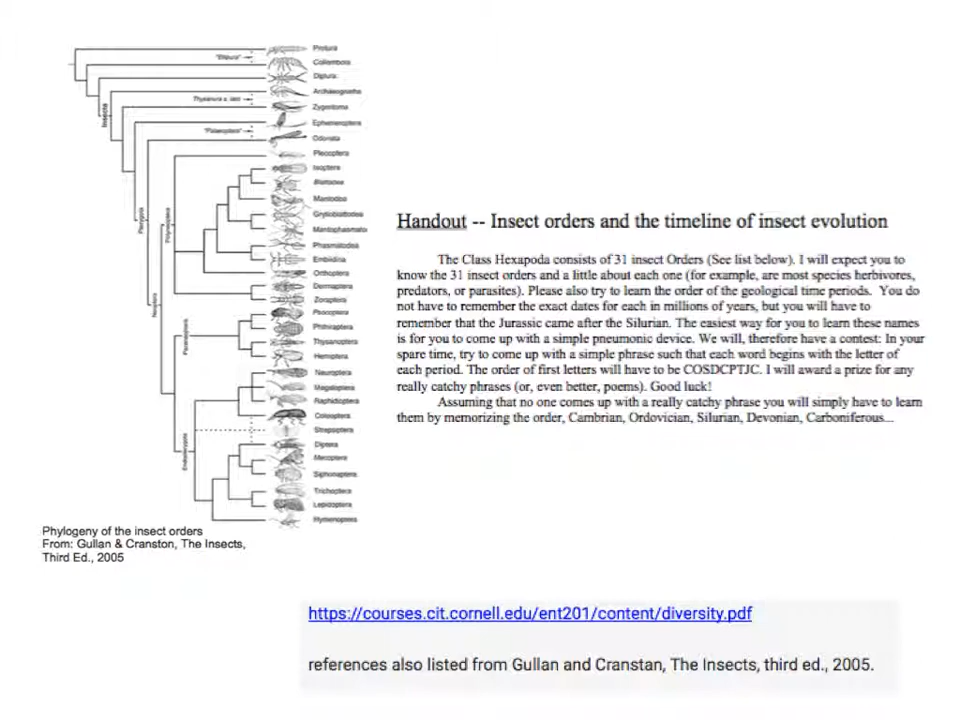 Protura
"Ellipura"
Collembola
Diplura
Archaeognatha
Thysanura s. lato
Zygentoma
Insecta
Ephemeroptera
"Palaeoptera"
Odonata
Plecoptera
Isoptera
Blattodea
Mantodea
Pterygota
Polyneoptera
Grylloblattodea
Mantophasmatodea
Phasmatodea
Embiidina
Orthoptera
Dermaptera
Zoraptera
Neoptera
Psocoptera
Phthiraptera
Paraneoptera
Thysanoptera
Hemiptera
Neuroptera
Megaloptera
Raphidioptera
Coleoptera
Strepsiptera
Endopterygota
Diptera
Mecoptera
Siphonaptera
Trichoptera
Lepidoptera
Hymenoptera
Phylogeny of the insect orders
From: Gullan & Cranston, The Insects,
Third Ed., 2005
Handout -- Insect orders and the timeline of insect evolution
The Class Hexapoda consists of 31 insect Orders (See list below). I will expect you to
know the 31 insect orders and a little about each one (for example, are most species herbivores,
predators, or parasites). Please also try to learn the order of the geological time periods. You do
not have to remember the exact dates for each in millions of years, but you will have to
remember that the Jurassic came after the Silurian. The easiest way for you to learn these names
is for you to come up with a simple pneumonic device. We will, therefore have a contest: In your
spare time, try to come up with a simple phrase such that each word begins with the letter of
each period. The order of first letters will have to be COSDCPTJC. I will award a prize for any
really catchy phrases (or, even better, poems). Good luck!
Assuming that no one comes up with a really catchy phrase you will simply have to learn
them by memorizing the order, Cambrian, Ordovician, Silurian, Devonian, Carboniferous...
https://courses.cit.cornell.edu/ent201/content/diversity.pdf
references also listed from Gullan and Cranstan, The Insects, third ed., 2005.